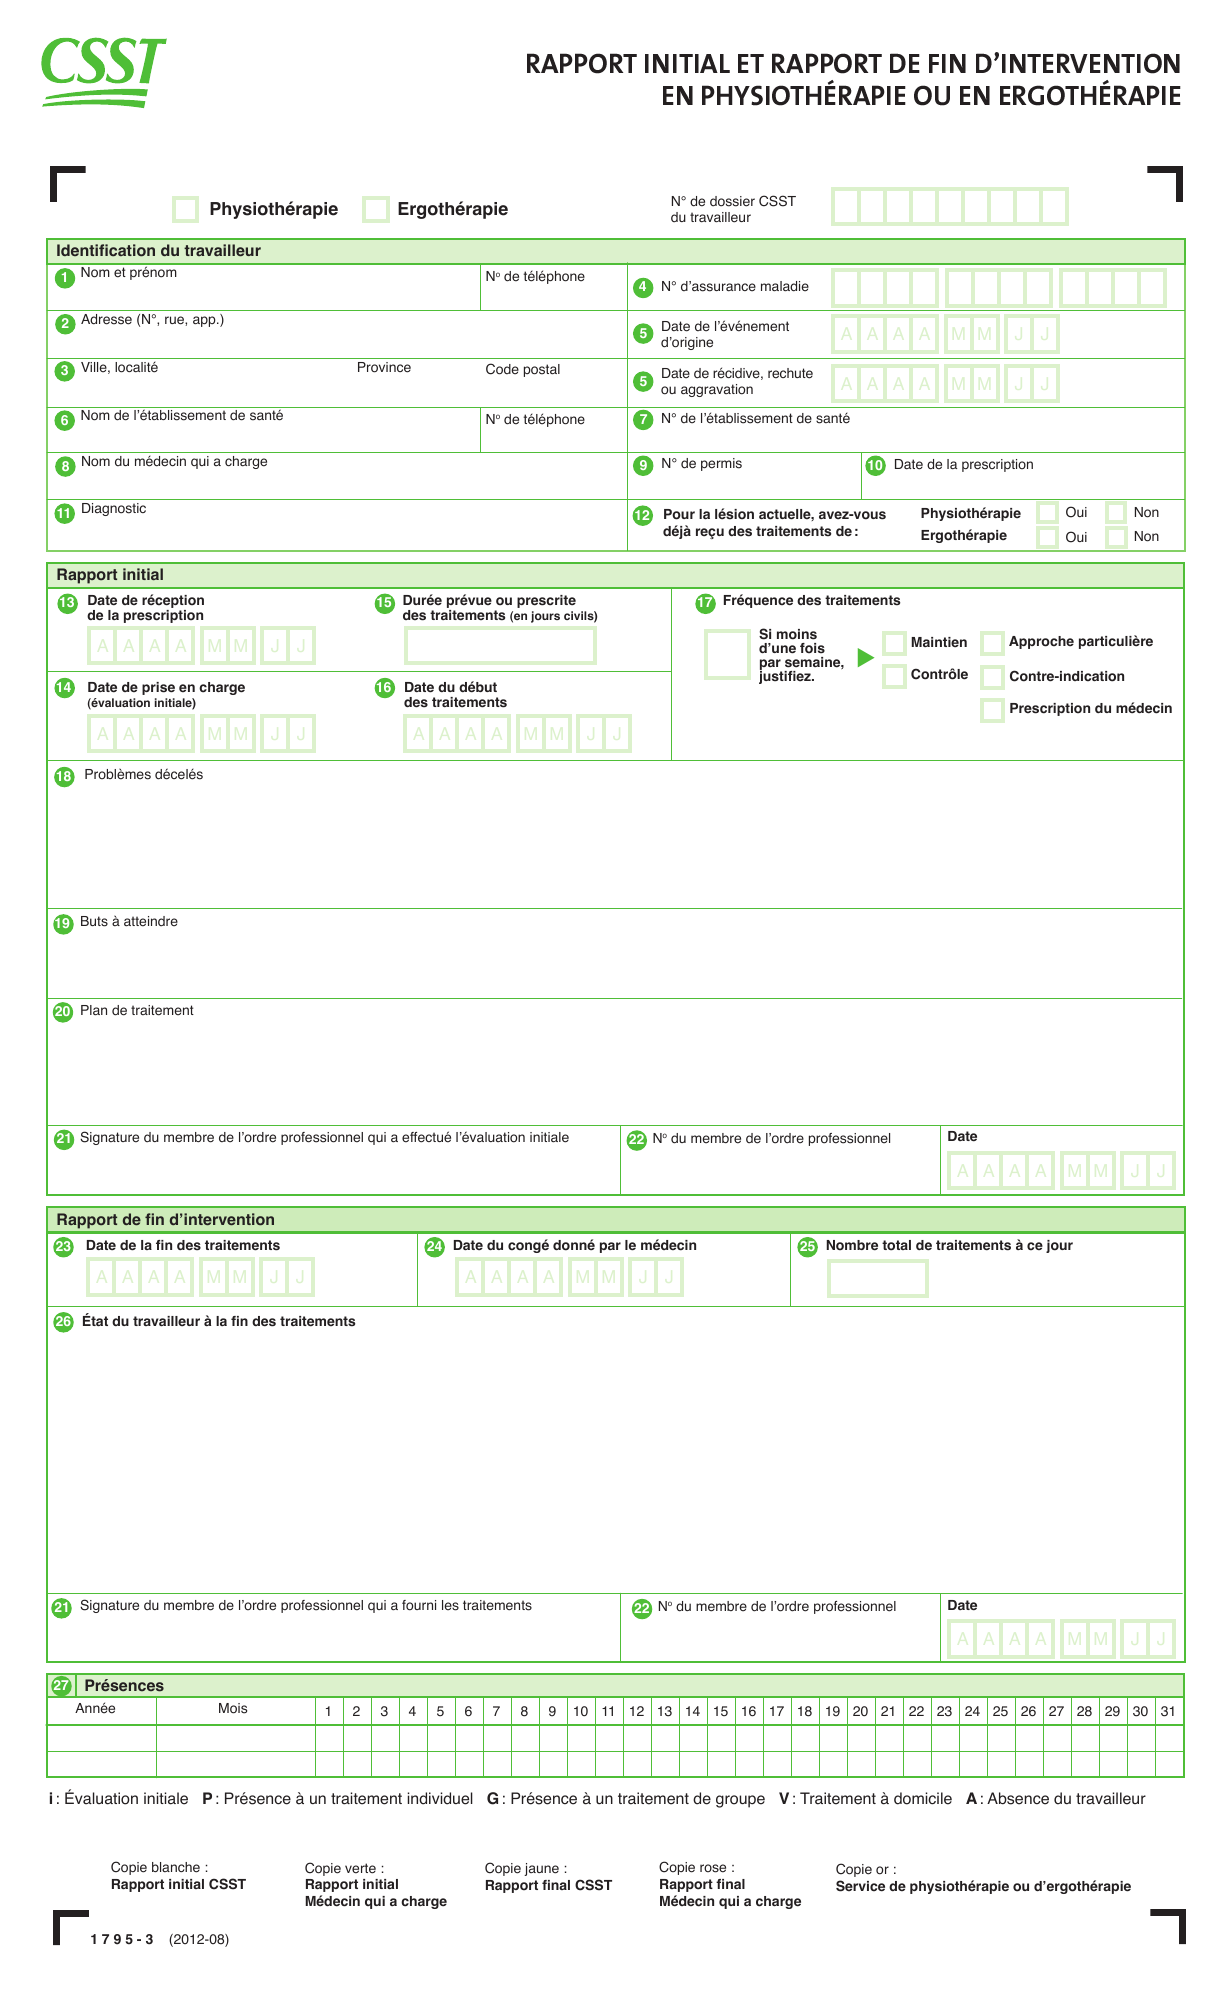 CSST
RAPPORT INITIAL ET RAPPORT DE FIN D’INTERVENTION
EN PHYSIOTHÉRAPIE OU EN ERGOTHÉRAPIE
Physiothérapie
Ergothérapie
N° de dossier CSST
du travailleur
Identification du travailleur
1 Nom et prénom
Nº de téléphone
4 N° d’assurance maladie
2 Adresse (N°, rue, app.)
5 Date de l’événement
d’origine
A A A A M M J J
3 Ville, localité
Province
Code postal
5 Date de récidive, rechute
ou aggravation
A A A A M M J J
6 Nom de l’établissement de santé
Nº de téléphone
7 N° de l’établissement de santé
8 Nom du médecin qui a charge
9 N° de permis
10 Date de la prescription
11 Diagnostic
12 Pour la lésion actuelle, avez-vous
déjà reçu des traitements de :
Physiothérapie Oui Non
Ergothérapie Oui Non
Rapport initial
13 Date de réception
de la prescription
A A A A M M J J
15 Durée prévue ou prescrite
des traitements (en jours civils)
17 Fréquence des traitements
Si moins
d’une fois
par semaine,
justifiez.
Maintien
Approche particulière
Contrôle
Contre-indication
Prescription du médecin
14 Date de prise en charge
(évaluation initiale)
A A A A M M J J
16 Date du début
des traitements
A A A A M M J J
18 Problèmes décelés
19 Buts à atteindre
20 Plan de traitement
21 Signature du membre de l’ordre professionnel qui a effectué l’évaluation initiale
22 Nº du membre de l’ordre professionnel
Date
A A A A M M J J
Rapport de fin d’intervention
23 Date de la fin des traitements
A A A A M M J J
24 Date du congé donné par le médecin
A A A A M M J J
25 Nombre total de traitements à ce jour
26 État du travailleur à la fin des traitements
21 Signature du membre de l’ordre professionnel qui a fourni les traitements
22 Nº du membre de l’ordre professionnel
Date
A A A A M M J J
27 Présences
Année Mois 1 2 3 4 5 6 7 8 9 10 11 12 13 14 15 16 17 18 19 20 21 22 23 24 25 26 27 28 29 30 31
i : Évaluation initiale P : Présence à un traitement individuel G : Présence à un traitement de groupe V : Traitement à domicile A : Absence du travailleur
Copie blanche :
Rapport initial CSST
Copie verte :
Rapport initial
Médecin qui a charge
Copie jaune :
Rapport final CSST
Copie rose :
Rapport final
Médecin qui a charge
Copie or :
Service de physiothérapie ou d’ergothérapie
1795-3 (2012-08)